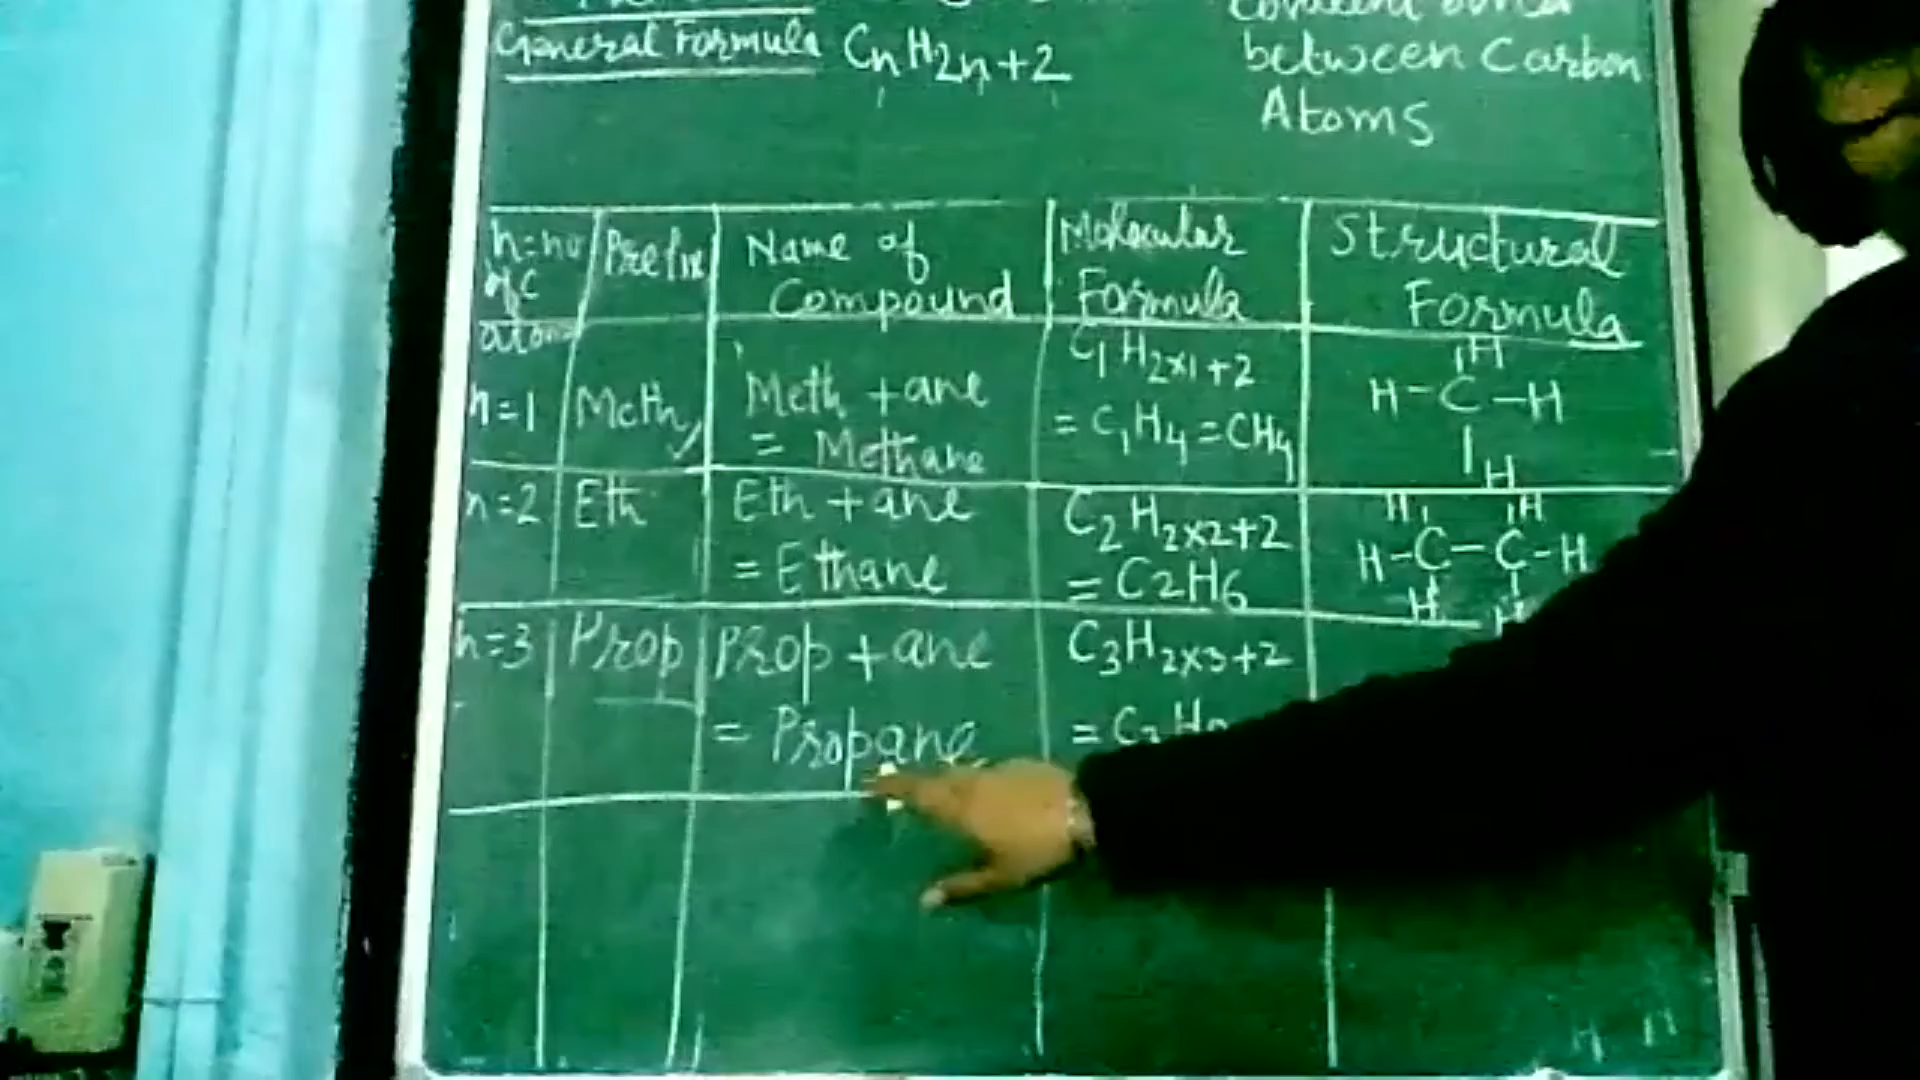 General Formula CnH2n+2
between Carbon
Atoms
n=no of C atoms
Prefix
Name of Compound
Molecular Formula
Structural Formula
n=1
Meth
Meth + ane
= Methane
C1H2x1+2
= C1H4 = CH4
H
H-C-H
H
n=2
Eth
Eth + ane
= Ethane
C2H2x2+2
= C2H6
H H
H-C-C-H
H H
n=3
Prop
Prop + ane
= Propane
C3H2x3+2